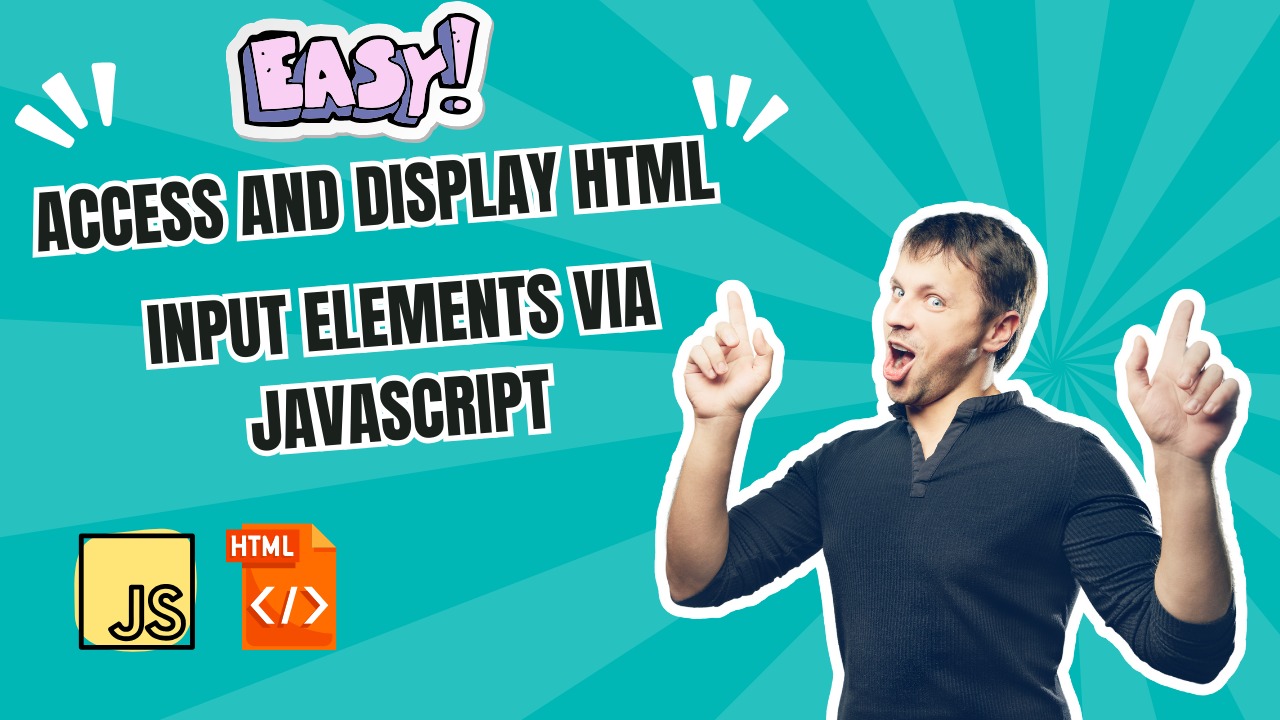 EASY!
ACCESS AND DISPLAY HTML
INPUT ELEMENTS VIA
JAVASCRIPT
JS
HTML
</>